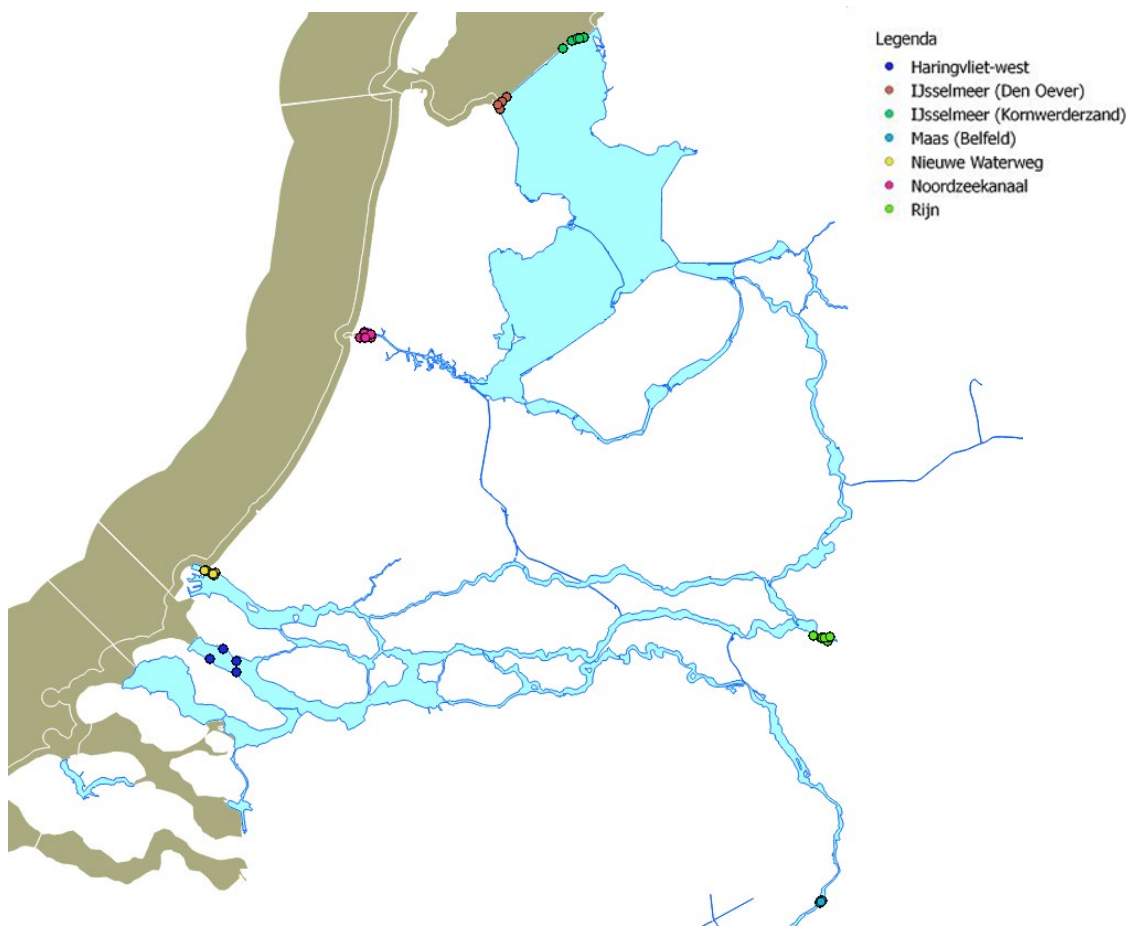 Legenda
Haringvliet-west
IJsselmeer (Den Oever)
IJsselmeer (Kornwerderzand)
Maas (Belfeld)
Nieuwe Waterweg
Noordzeekanaal
Rijn